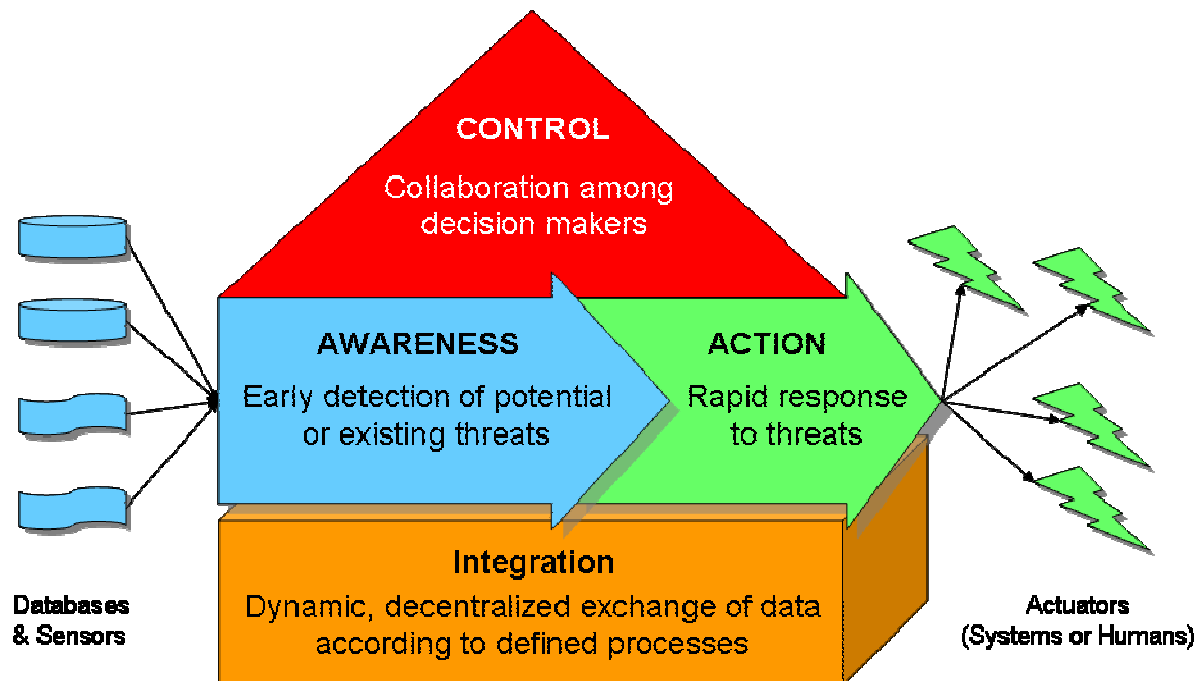 CONTROL
Collaboration among
decision makers
AWARENESS
Early detection of potential
or existing threats
ACTION
Rapid response
to threats
Integration
Dynamic, decentralized exchange of data
according to defined processes
Databases
& Sensors
Actuators
(Systems or Humans)